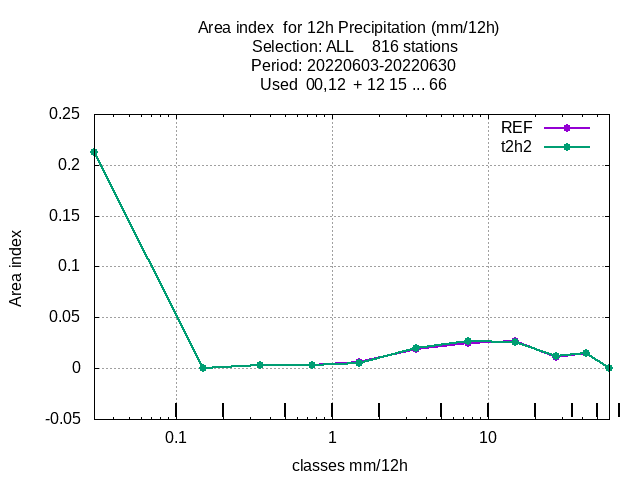 Area index  for 12h Precipitation (mm/12h)
Selection: ALL    816 stations
Period: 20220603-20220630
Used  00,12  + 12 15 ... 66
REF
t2h2
0.25
0.2
0.15
0.1
0.05
0
-0.05
Area index
0.1 1 10
classes mm/12h